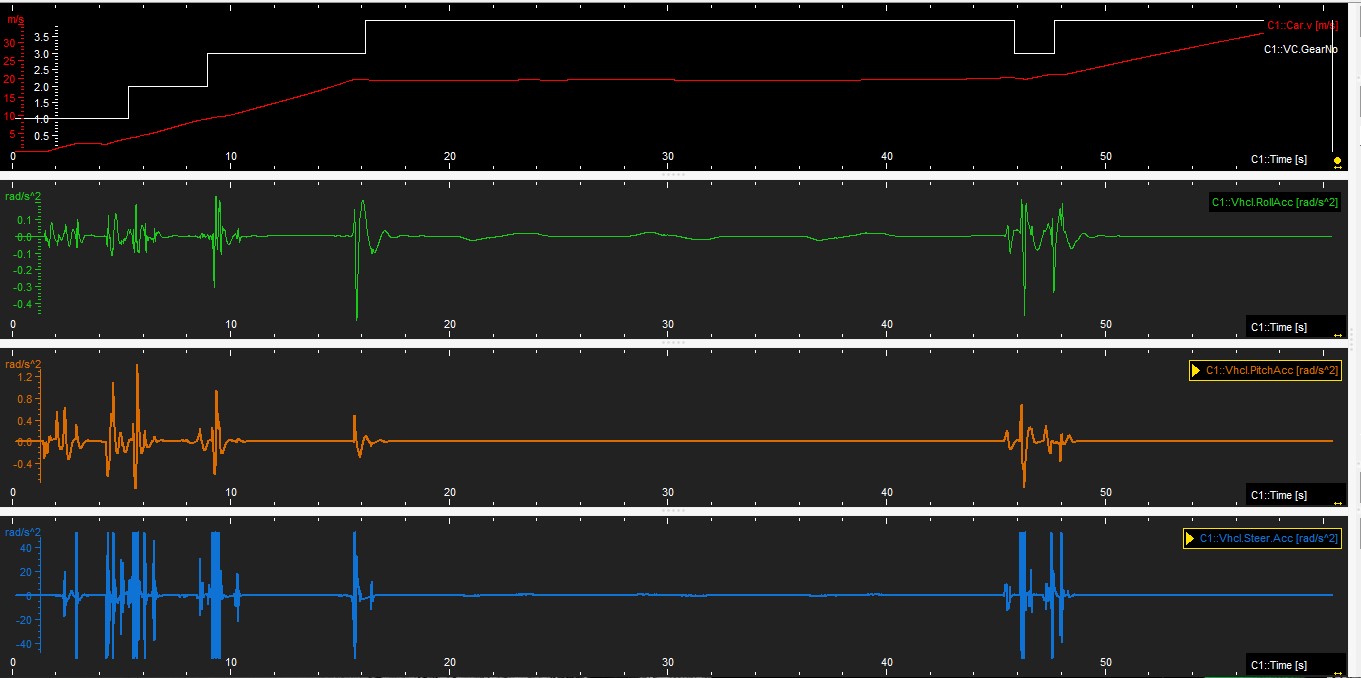 m/s
C1::Car.v [m/s]
30
25
20
15
10
5
3.5
3.0
2.5
2.0
1.5
1.0
0.5
C1::VC.GearNo
0 10 20 30 40 50 C1::Time [s]
rad/s^2
C1::Vhcl.RollAcc [rad/s^2]
0.1
0.0
-0.1
-0.2
-0.3
-0.4
0 10 20 30 40 50 C1::Time [s]
rad/s^2
C1::Vhcl.PitchAcc [rad/s^2]
1.2
0.8
0.4
0.0
-0.4
0 10 20 30 40 50 C1::Time [s]
rad/s^2
C1::Vhcl.Steer.Acc [rad/s^2]
40
20
0
-20
-40
0 10 20 30 40 50 C1::Time [s]